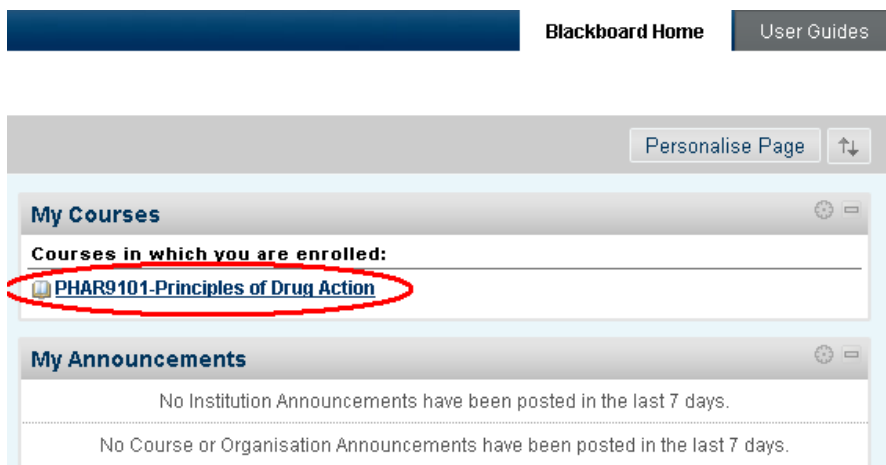 Blackboard Home User Guides
Personalise Page
My Courses
Courses in which you are enrolled:
PHAR9101-Principles of Drug Action
My Announcements
No Institution Announcements have been posted in the last 7 days.
No Course or Organisation Announcements have been posted in the last 7 days.